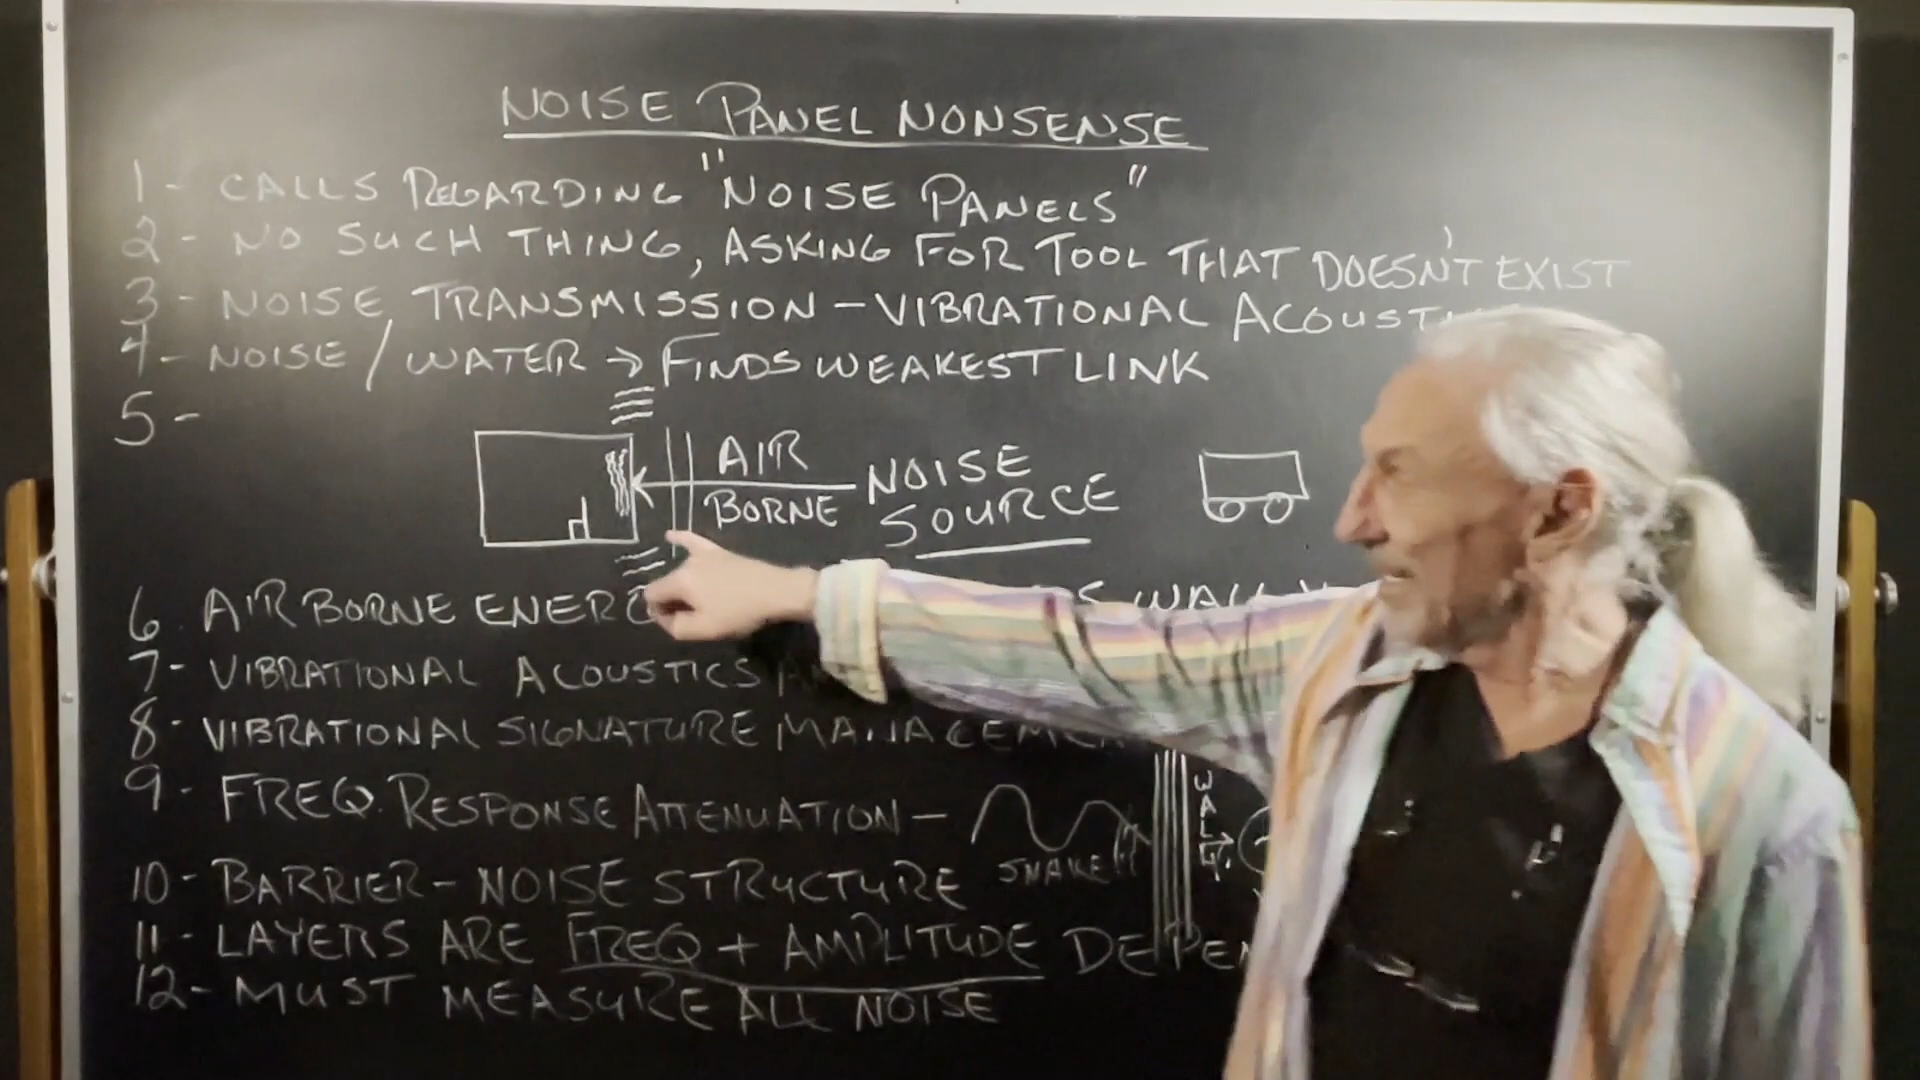 NOISE PANEL NONSENSE
1 - CALLS REGARDING "NOISE PANELS"
2 - NO SUCH THING, ASKING FOR TOOL THAT DOESN'T EXIST
3 - NOISE TRANSMISSION - VIBRATIONAL
4 - NOISE / WATER → FINDS WEAKEST LINK
5 -
AIR
BORNE
NOISE
SOURCE
6. AIR BORNE WALL
7 - VIBRATIONAL ACOUSTICS
8 - VIBRATIONAL SIGNATURE
9 - FREQ. RESPONSE ATTENUATION -
SNAKE
WALL
10 - BARRIER - NOISE STRUCTURE
11 - LAYERS ARE FREQ + AMPLITUDE
12 - MUST MEASURE ALL NOISE